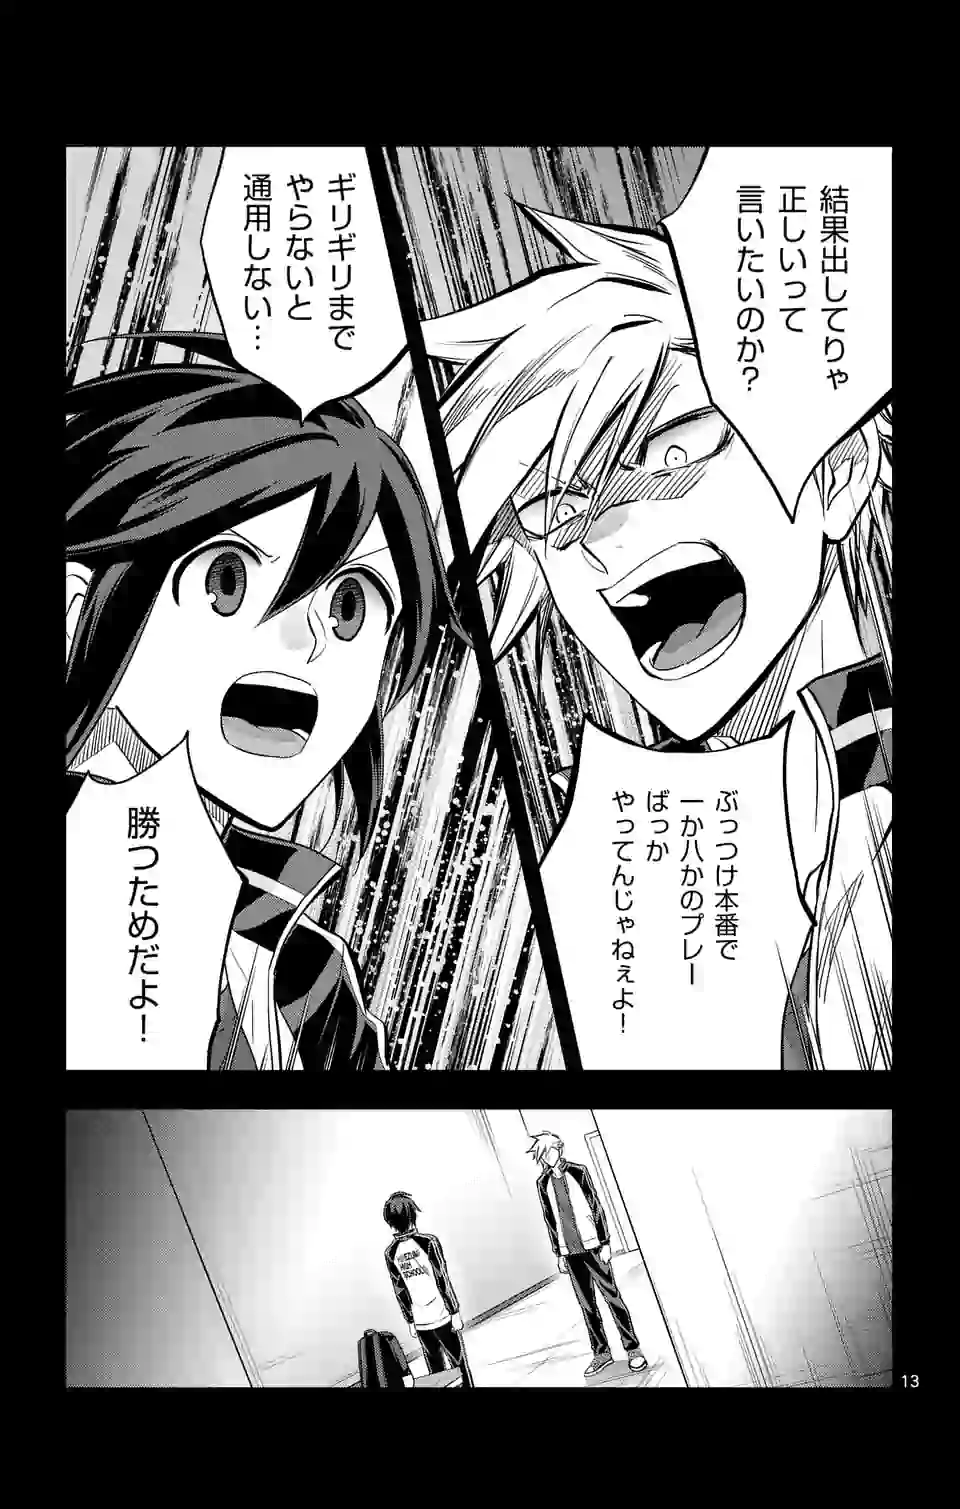 結果出してりゃ
正しいって
言いたいのか？
ぶっつけ本番で
一か八かのプレー
ばっか
やってんじゃねぇよ！
ギリギリまで
やらないと
通用しない…
勝つためだよ！
HIGH
SCHOOL
13